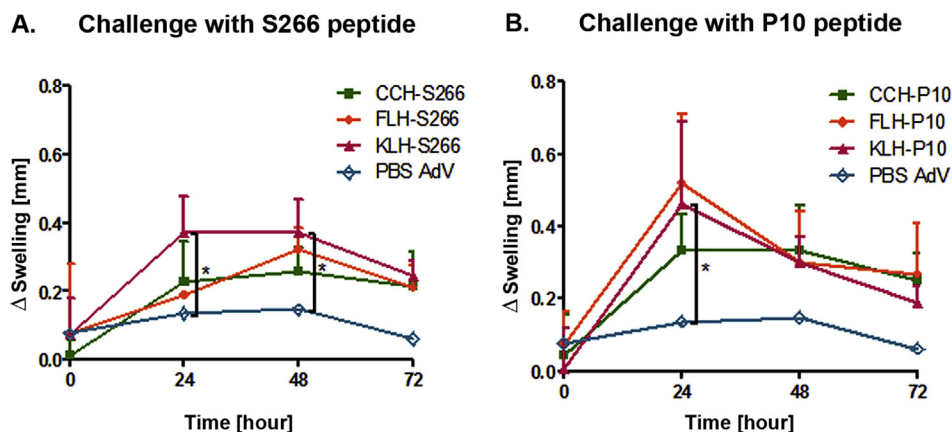 A. Challenge with S266 peptide
0.8
0.6
0.4
0.2
0.0
Δ Swelling [mm]
CCH-S266
FLH-S266
KLH-S266
PBS AdV
*
*
0 24 48 72
Time [hour]
B. Challenge with P10 peptide
0.8
0.6
0.4
0.2
0.0
Δ Swelling [mm]
CCH-P10
FLH-P10
KLH-P10
PBS AdV
*
0 24 48 72
Time [hour]